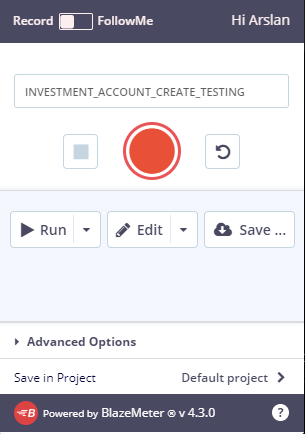 Record FollowMe Hi Arslan
INVESTMENT_ACCOUNT_CREATE_TESTING
Run Edit Save ...
Advanced Options
Save in Project Default project
B Powered by BlazeMeter ® v 4.3.0 ?